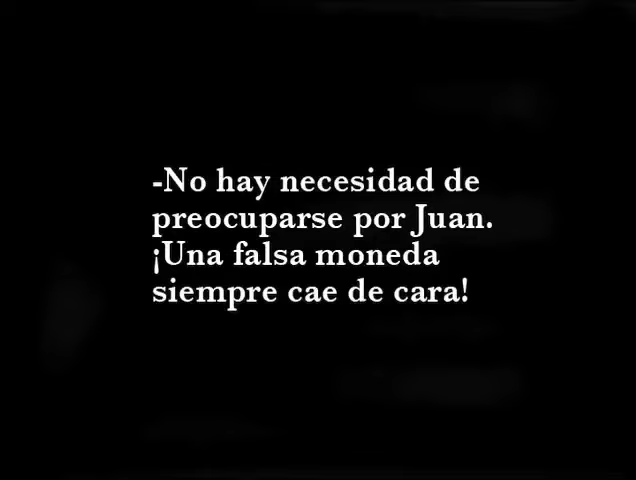 -No hay necesidad de
preocuparse por Juan.
¡Una falsa moneda
siempre cae de cara!